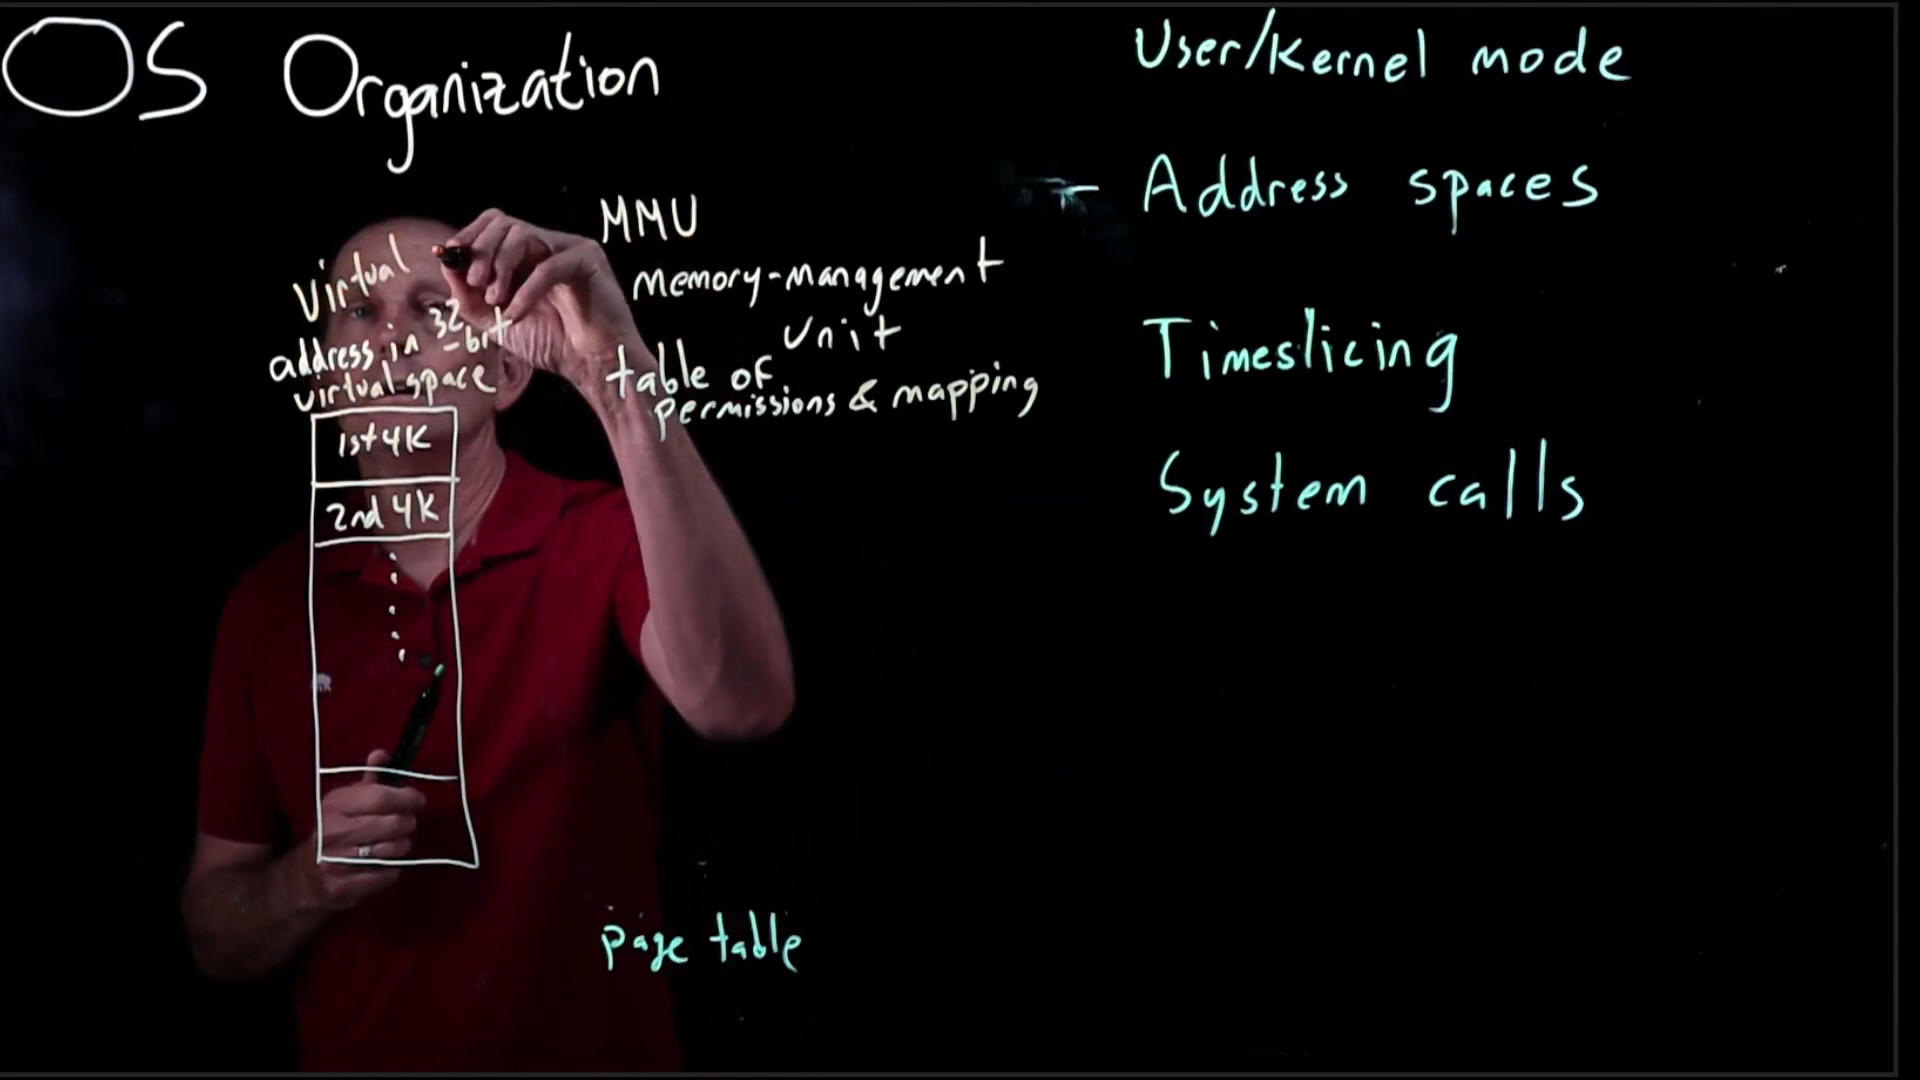 OS Organization
User/Kernel mode
Address spaces
Timeslicing
System calls
MMU
memory-management
unit
table of
permissions & mapping
virtual
address in 32
-bit
virtual space
1st 4K
2nd 4K
page table